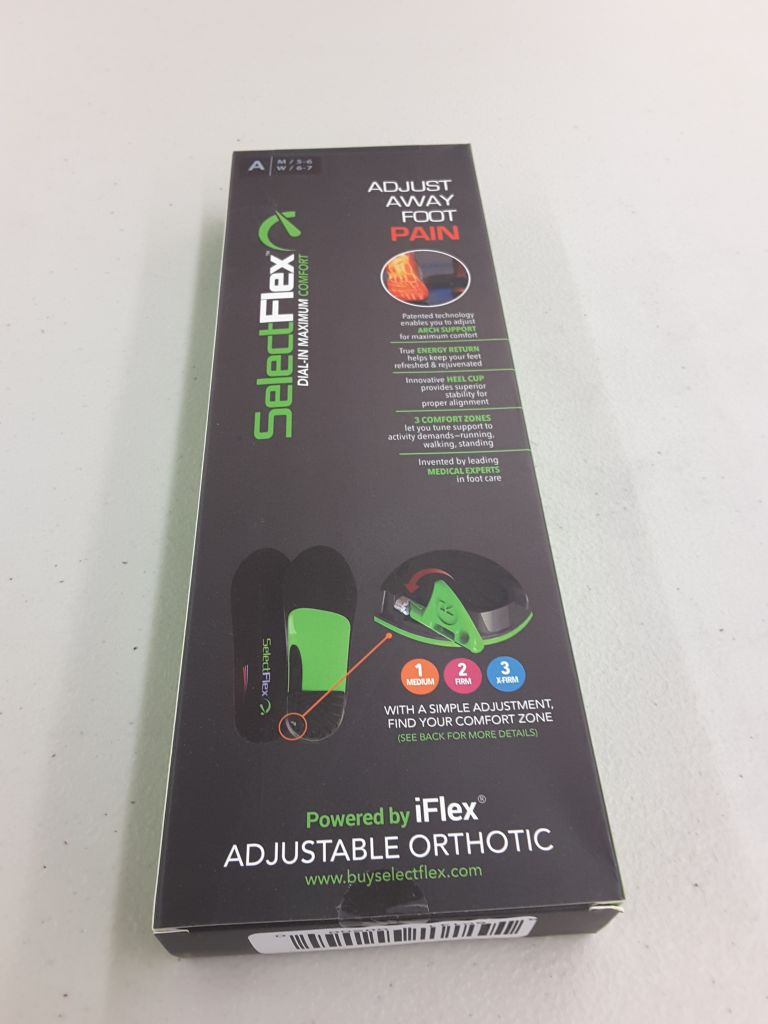 A
M / 5-6
W / 6-7
SelectFlex™
DIAL-IN MAXIMUM COMFORT
ADJUST
AWAY
FOOT
PAIN
Patented technology
enables you to adjust
ARCH SUPPORT
for maximum comfort
True ENERGY RETURN
helps keep your feet
refreshed & rejuvenated
Innovative HEEL CUP
provides superior
stability for
proper alignment
3 COMFORT ZONES
let you tune support to
activity demands—running,
walking, standing
Invented by leading
MEDICAL EXPERTS
in foot care
SelectFlex
1
MEDIUM
2
FIRM
3
X-FIRM
WITH A SIMPLE ADJUSTMENT,
FIND YOUR COMFORT ZONE
(SEE BACK FOR MORE DETAILS)
Powered by iFlex®
ADJUSTABLE ORTHOTIC
www.buyselectflex.com